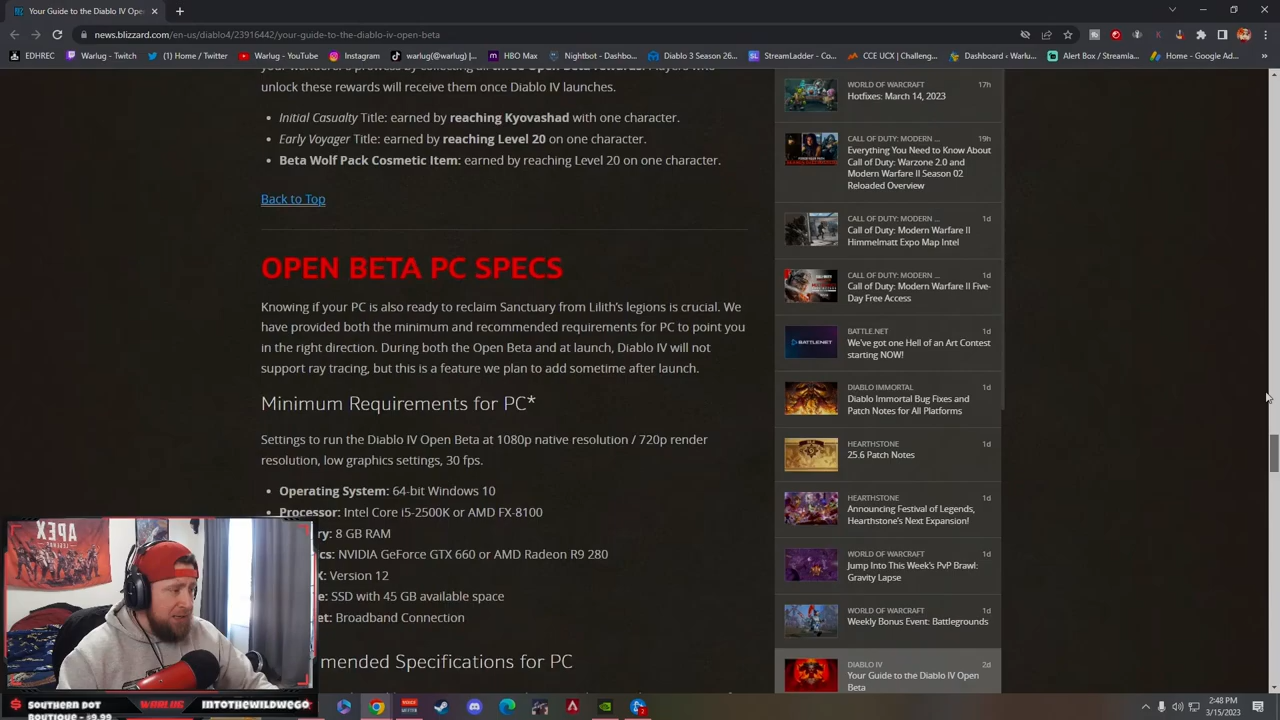 Your Guide to the Diablo IV Open
news.blizzard.com/en-us/diablo4/23916442/your-guide-to-the-diablo-iv-open-beta
EDHREC
Warlug - Twitch
(1) Home / Twitter
Warlug - YouTube
Instagram
warlug(@warlug) |...
HBO Max
Nightbot - Dashbo...
Diablo 3 Season 26...
StreamLadder - Co...
CCE UCX | Challeng...
Dashboard ‹ Warlu...
Alert Box / Streamla...
Home - Google Ad...
unlock these rewards will receive them once Diablo IV launches.
• Initial Casualty Title: earned by reaching Kyovashad with one character.
• Early Voyager Title: earned by reaching Level 20 on one character.
• Beta Wolf Pack Cosmetic Item: earned by reaching Level 20 on one character.
Back to Top
OPEN BETA PC SPECS
Knowing if your PC is also ready to reclaim Sanctuary from Lilith's legions is crucial. We
have provided both the minimum and recommended requirements for PC to point you
in the right direction. During both the Open Beta and at launch, Diablo IV will not
support ray tracing, but this is a feature we plan to add sometime after launch.
Minimum Requirements for PC*
Settings to run the Diablo IV Open Beta at 1080p native resolution / 720p render
resolution, low graphics settings, 30 fps.
• Operating System: 64-bit Windows 10
• Processor: Intel Core i5-2500K or AMD FX-8100
ry: 8 GB RAM
ics: NVIDIA GeForce GTX 660 or AMD Radeon R9 280
X: Version 12
e: SSD with 45 GB available space
et: Broadband Connection
mended Specifications for PC
WORLD OF WARCRAFT 17h
Hotfixes: March 14, 2023
CALL OF DUTY: MODERN ... 19h
Everything You Need to Know About
Call of Duty: Warzone 2.0 and
Modern Warfare II Season 02
Reloaded Overview
CALL OF DUTY: MODERN ... 1d
Call of Duty: Modern Warfare II
Himmelmatt Expo Map Intel
CALL OF DUTY: MODERN ... 1d
Call of Duty: Modern Warfare II Five-
Day Free Access
BATTLE.NET 1d
BATTLENET
We've got one Hell of an Art Contest
starting NOW!
DIABLO IMMORTAL 1d
Diablo Immortal Bug Fixes and
Patch Notes for All Platforms
HEARTHSTONE 1d
25.6 Patch Notes
HEARTHSTONE 1d
Announcing Festival of Legends,
Hearthstone's Next Expansion!
WORLD OF WARCRAFT 1d
Jump Into This Week's PvP Brawl:
Gravity Lapse
WORLD OF WARCRAFT 1d
Weekly Bonus Event: Battlegrounds
DIABLO IV 2d
Your Guide to the Diablo IV Open
Beta
APEX
SOUTHERN DOT
BOUTIQUE - $9.99
WARLUG
INTOTHEWILDWEGO
2:48 PM
3/15/2023